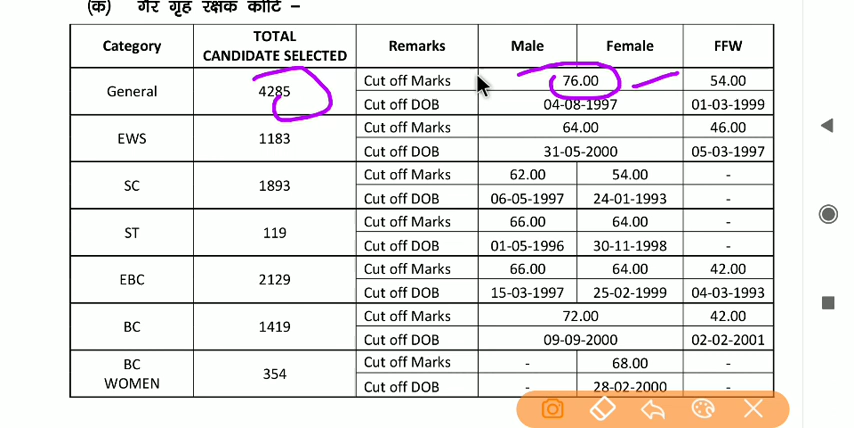 (क) गैर गृह रक्षक कोटि –
Category TOTAL CANDIDATE SELECTED Remarks Male Female FFW
General 4285 Cut off Marks 76.00 54.00
Cut off DOB 04-08-1997 01-03-1999
EWS 1183 Cut off Marks 64.00 46.00
Cut off DOB 31-05-2000 05-03-1997
SC 1893 Cut off Marks 62.00 54.00 -
Cut off DOB 06-05-1997 24-01-1993 -
ST 119 Cut off Marks 66.00 64.00 -
Cut off DOB 01-05-1996 30-11-1998 -
EBC 2129 Cut off Marks 66.00 64.00 42.00
Cut off DOB 15-03-1997 25-02-1999 04-03-1993
BC 1419 Cut off Marks 72.00 42.00
Cut off DOB 09-09-2000 02-02-2001
BC WOMEN 354 Cut off Marks - 68.00 -
Cut off DOB - 28-02-2000 -